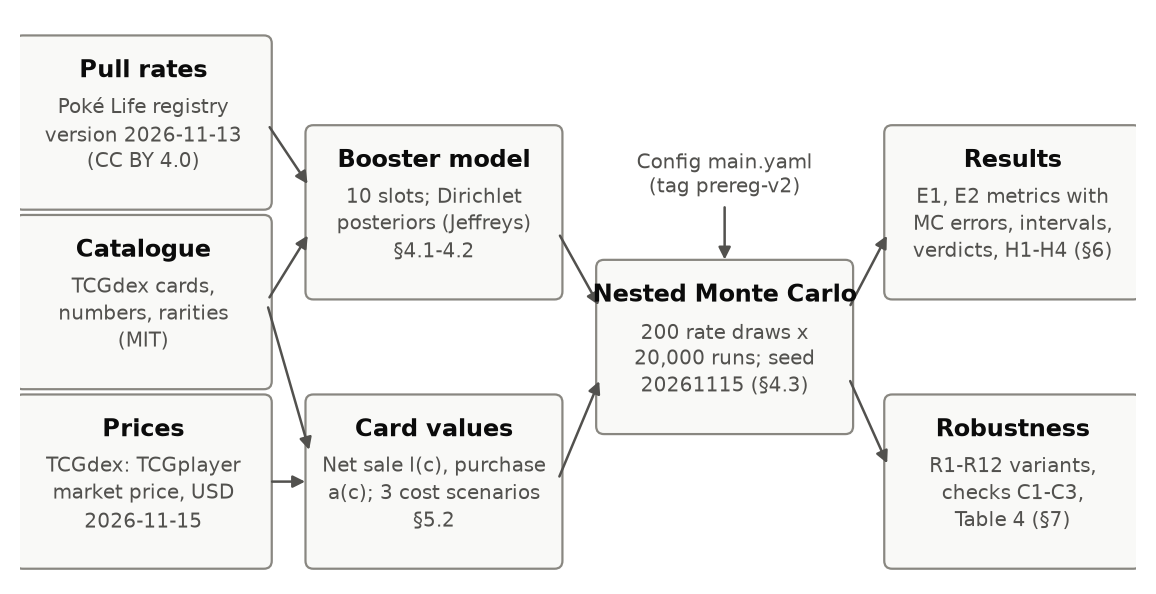 Pull rates
Poké Life registry
version 2026-11-13
(CC BY 4.0)
Catalogue
TCGdex cards,
numbers, rarities
(MIT)
Prices
TCGdex: TCGplayer
market price, USD
2026-11-15
Booster model
10 slots; Dirichlet
posteriors (Jeffreys)
§4.1-4.2
Card values
Net sale l(c), purchase
a(c); 3 cost scenarios
§5.2
Config main.yaml
(tag prereg-v2)
Nested Monte Carlo
200 rate draws x
20,000 runs; seed
20261115 (§4.3)
Results
E1, E2 metrics with
MC errors, intervals,
verdicts, H1-H4 (§6)
Robustness
R1-R12 variants,
checks C1-C3,
Table 4 (§7)